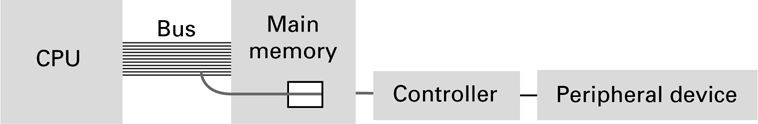 CPU
Bus
Main
memory
Controller
Peripheral device